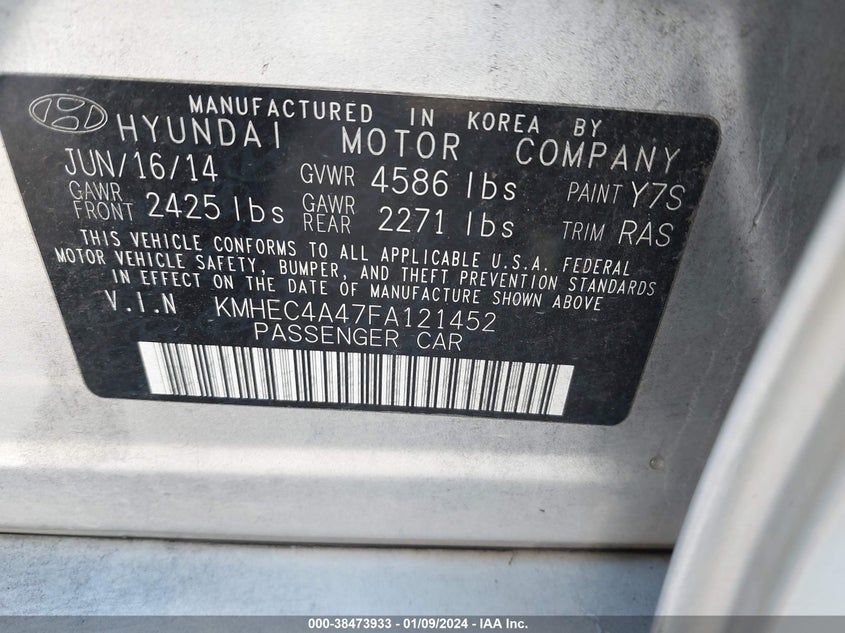 MANUFACTURED IN KOREA BY
HYUNDAI MOTOR COMPANY
JUN/16/14 GVWR 4586 lbs PAINT Y7S
GAWR FRONT 2425 lbs GAWR REAR 2271 lbs TRIM RAS
THIS VEHICLE CONFORMS TO ALL APPLICABLE U.S.A. FEDERAL
MOTOR VEHICLE SAFETY, BUMPER, AND THEFT PREVENTION STANDARDS
IN EFFECT ON THE DATE OF MANUFACTURE SHOWN ABOVE
V.I.N KMHEC4A47FA121452
PASSENGER CAR
000-38473933 - 01/09/2024 - IAA Inc.